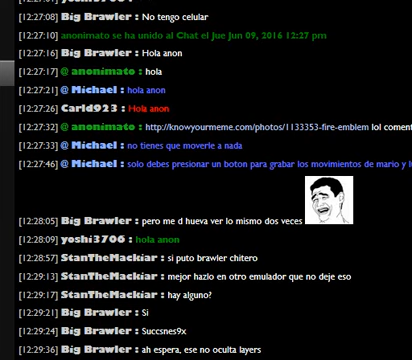 [12:27:08] Big Brawler : No tengo celular
[12:27:10] anonimato se ha unido al Chat el Jue Jun 09, 2016 12:27 pm
[12:27:16] Big Brawler : Hola anon
[12:27:17] @ anonimato : hola
[12:27:21] @ Michael : hola anon
[12:27:26] Carld923 : Hola anon
[12:27:32] @ anonimato : http://knowyourmeme.com/photos/1133353-fire-emblem lol coment
[12:27:33] @ Michael : no tienes que moverle a nada
[12:27:46] @ Michael : solo debes presionar un boton para grabar los movimientos de mario y
[12:28:05] Big Brawler : pero me d hueva ver lo mismo dos veces
[12:28:09] yoshi3706 : hola anon
[12:28:57] StanTheMackiar : si puto brawler chitero
[12:29:13] StanTheMackiar : mejor hazlo en otro emulador que no deje eso
[12:29:17] StanTheMackiar : hay alguno?
[12:29:21] Big Brawler : Si
[12:29:24] Big Brawler : Succsnes9x
[12:29:36] Big Brawler : ah espera, ese no oculta layers